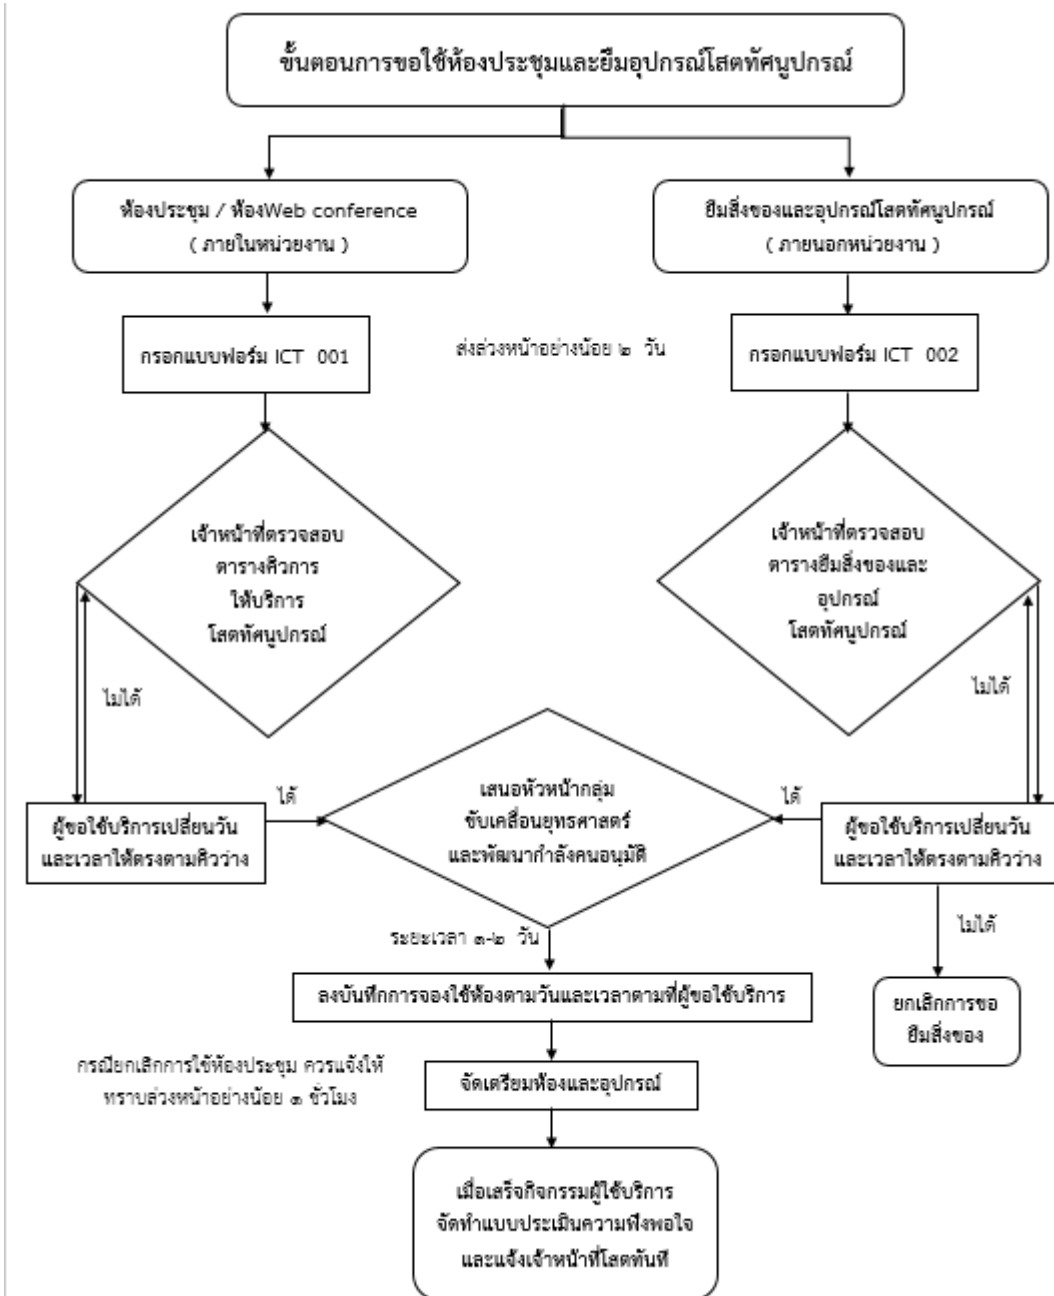 ขั้นตอนการขอใช้ห้องประชุมและยืมอุปกรณ์โสตทัศนูปกรณ์
ห้องประชุม / ห้องWeb conference
( ภายในหน่วยงาน )
ยืมสิ่งของและอุปกรณ์โสตทัศนูปกรณ์
( ภายนอกหน่วยงาน )
กรอกแบบฟอร์ม ICT 001
ส่งล่วงหน้าอย่างน้อย ๒ วัน
กรอกแบบฟอร์ม ICT 002
เจ้าหน้าที่ตรวจสอบ
ตารางคิวการ
ให้บริการ
โสตทัศนูปกรณ์
เจ้าหน้าที่ตรวจสอบ
ตารางยืมสิ่งของและ
อุปกรณ์
โสตทัศนูปกรณ์
ไม่ได้
ไม่ได้
ได้
เสนอหัวหน้ากลุ่ม
ขับเคลื่อนยุทธศาสตร์
และพัฒนากำลังคนอนุมัติ
ได้
ผู้ขอใช้บริการเปลี่ยนวัน
และเวลาให้ตรงตามคิวว่าง
ผู้ขอใช้บริการเปลี่ยนวัน
และเวลาให้ตรงตามคิวว่าง
ระยะเวลา ๑-๒ วัน
ไม่ได้
ลงบันทึกการจองใช้ห้องตามวันและเวลาตามที่ผู้ขอใช้บริการ
ยกเลิกการขอ
ยืมสิ่งของ
กรณียกเลิกการใช้ห้องประชุม ควรแจ้งให้
ทราบล่วงหน้าอย่างน้อย ๑ ชั่วโมง
จัดเตรียมห้องและอุปกรณ์
เมื่อเสร็จกิจกรรมผู้ใช้บริการ
จัดทำแบบประเมินความพึงพอใจ
และแจ้งเจ้าหน้าที่โสตทันที